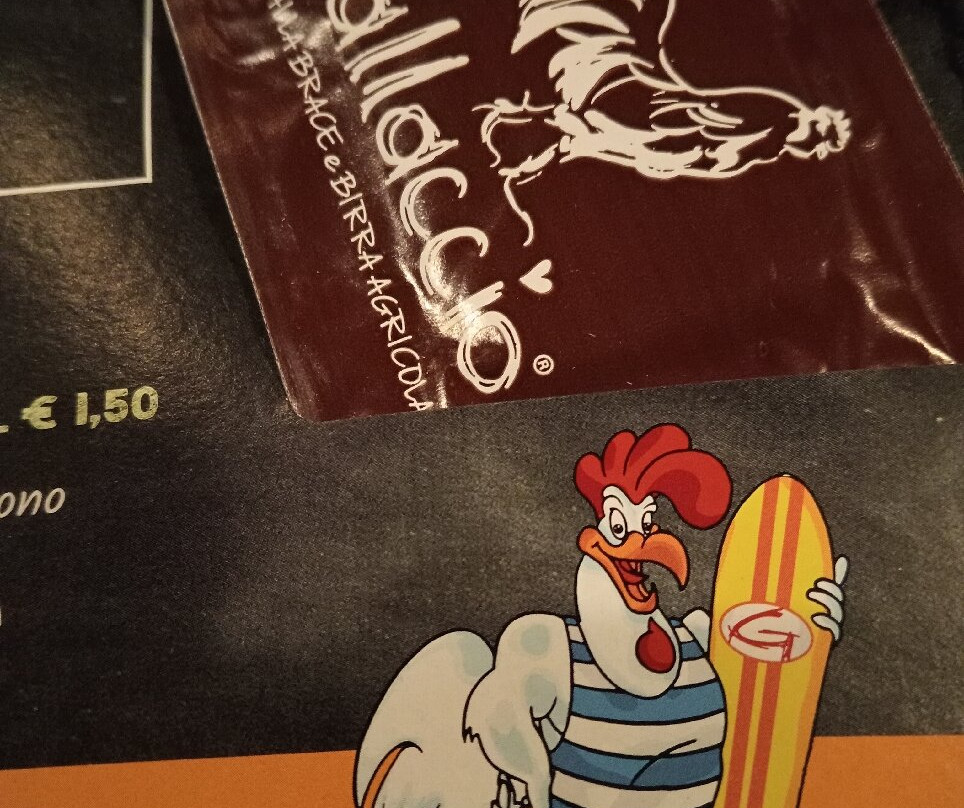 allaccio
BRACE e BIRRA AGRICOLA
®
€ 1,50
ono
G